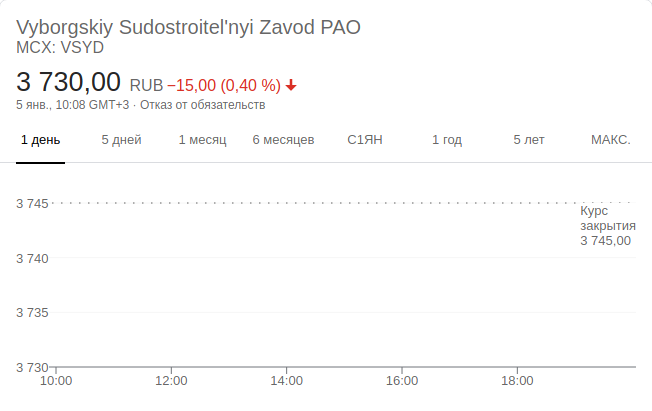 Vyborgskiy Sudostroitel'nyi Zavod PAO
MCX: VSYD
3 730,00 RUB −15,00 (0,40 %)
5 янв., 10:08 GMT+3 · Отказ от обязательств
1 день 5 дней 1 месяц 6 месяцев С1ЯН 1 год 5 лет МАКС.
3 745
Курс
закрытия
3 745,00
3 740
3 735
3 730
10:00 12:00 14:00 16:00 18:00